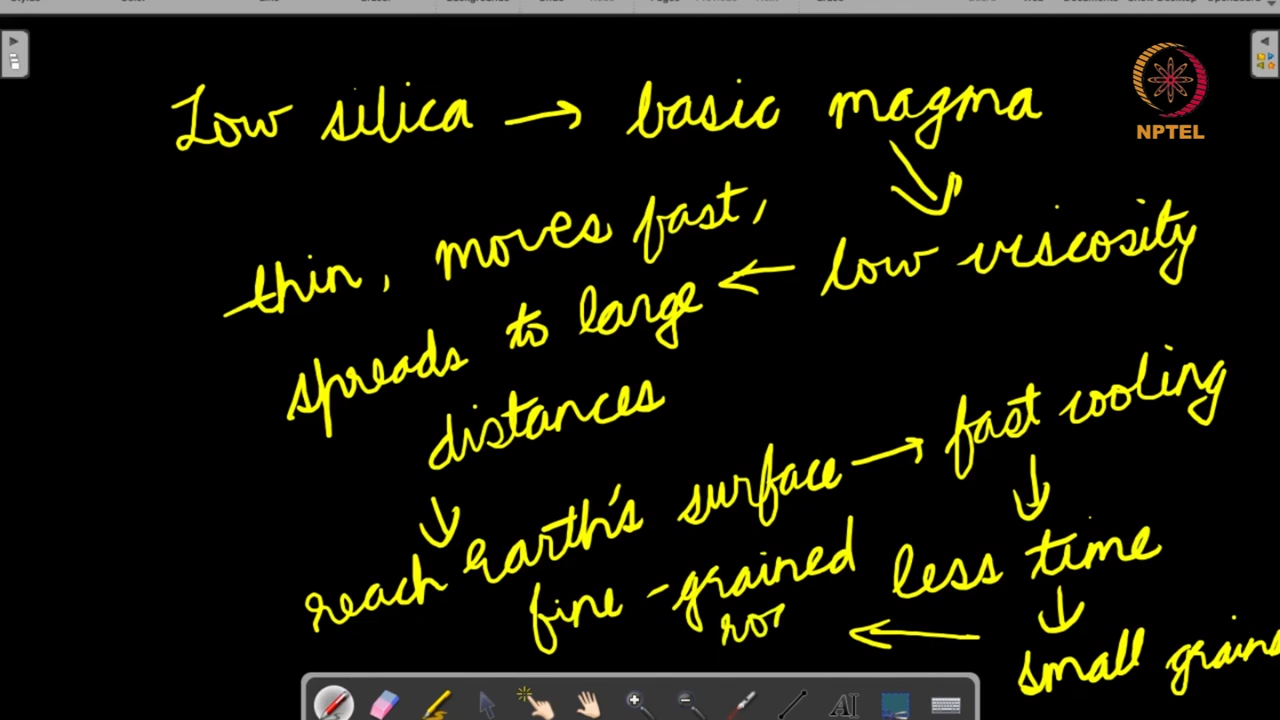 Low silica → basic magma
low viscosity
thin, moves fast,
spreads to large
distances
reach Earth's surface → fast cooling
less time
small grains
fine-grained
NPTEL